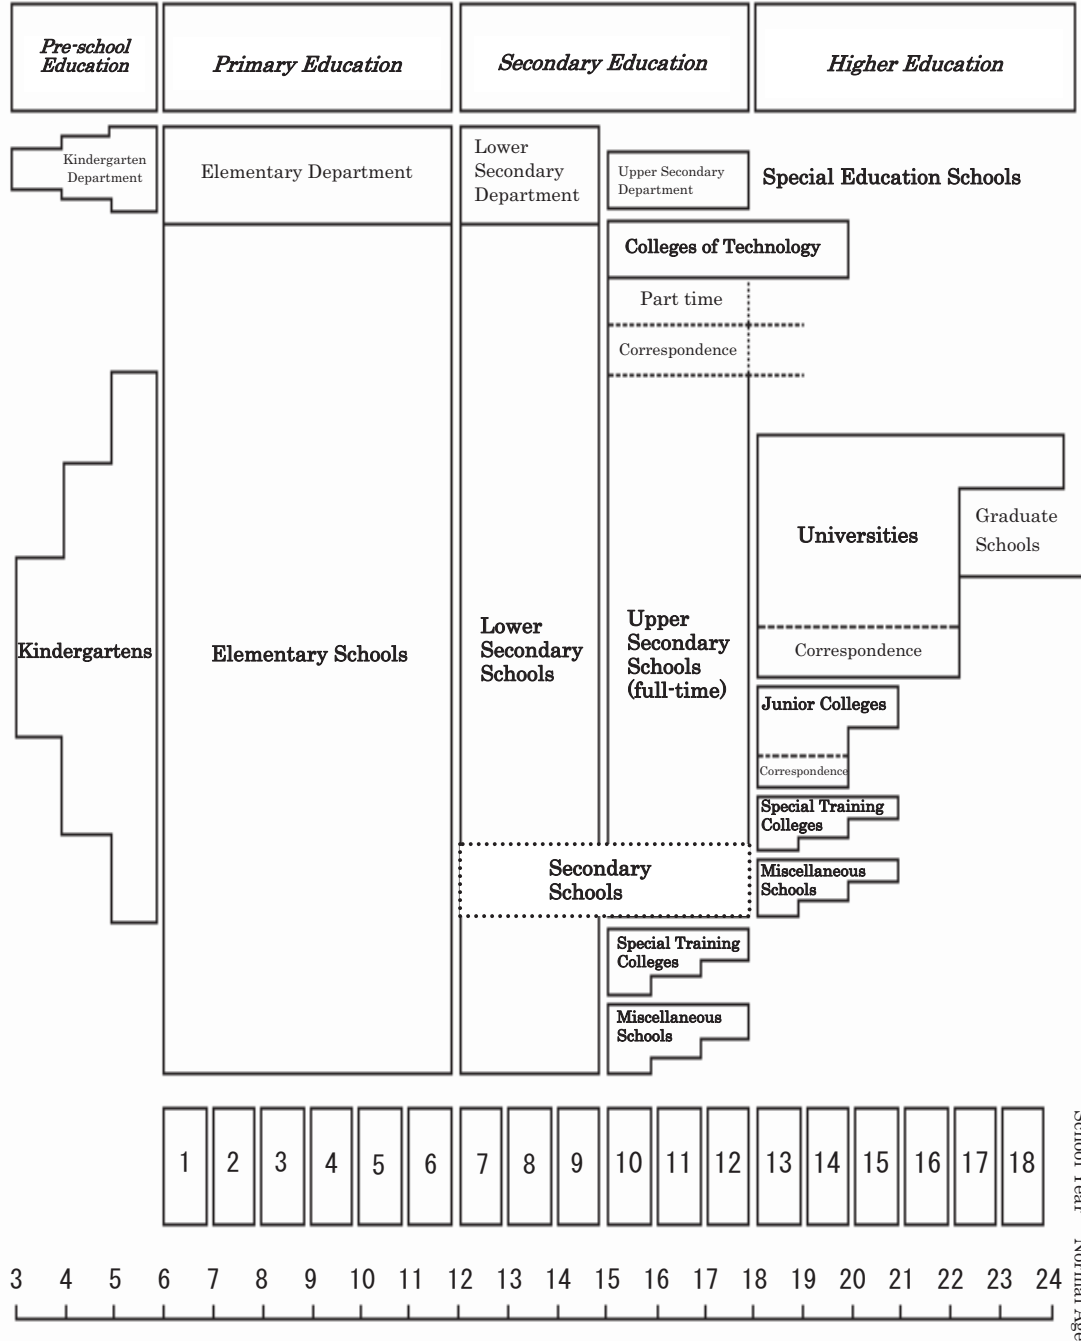 Pre-school
Education
Primary Education
Secondary Education
Higher Education
Kindergarten
Department
Elementary Department
Lower
Secondary
Department
Upper Secondary
Department
Special Education Schools
Colleges of Technology
Part time
Correspondence
Universities
Graduate
Schools
Correspondence
Kindergartens
Elementary Schools
Lower
Secondary
Schools
Upper
Secondary
Schools
(full-time)
Junior Colleges
Correspondence
Special Training
Colleges
Secondary
Schools
Miscellaneous
Schools
Special Training
Colleges
Miscellaneous
Schools
1 2 3 4 5 6 7 8 9 10 11 12 13 14 15 16 17 18
School Year
3 4 5 6 7 8 9 10 11 12 13 14 15 16 17 18 19 20 21 22 23 24
Normal Age